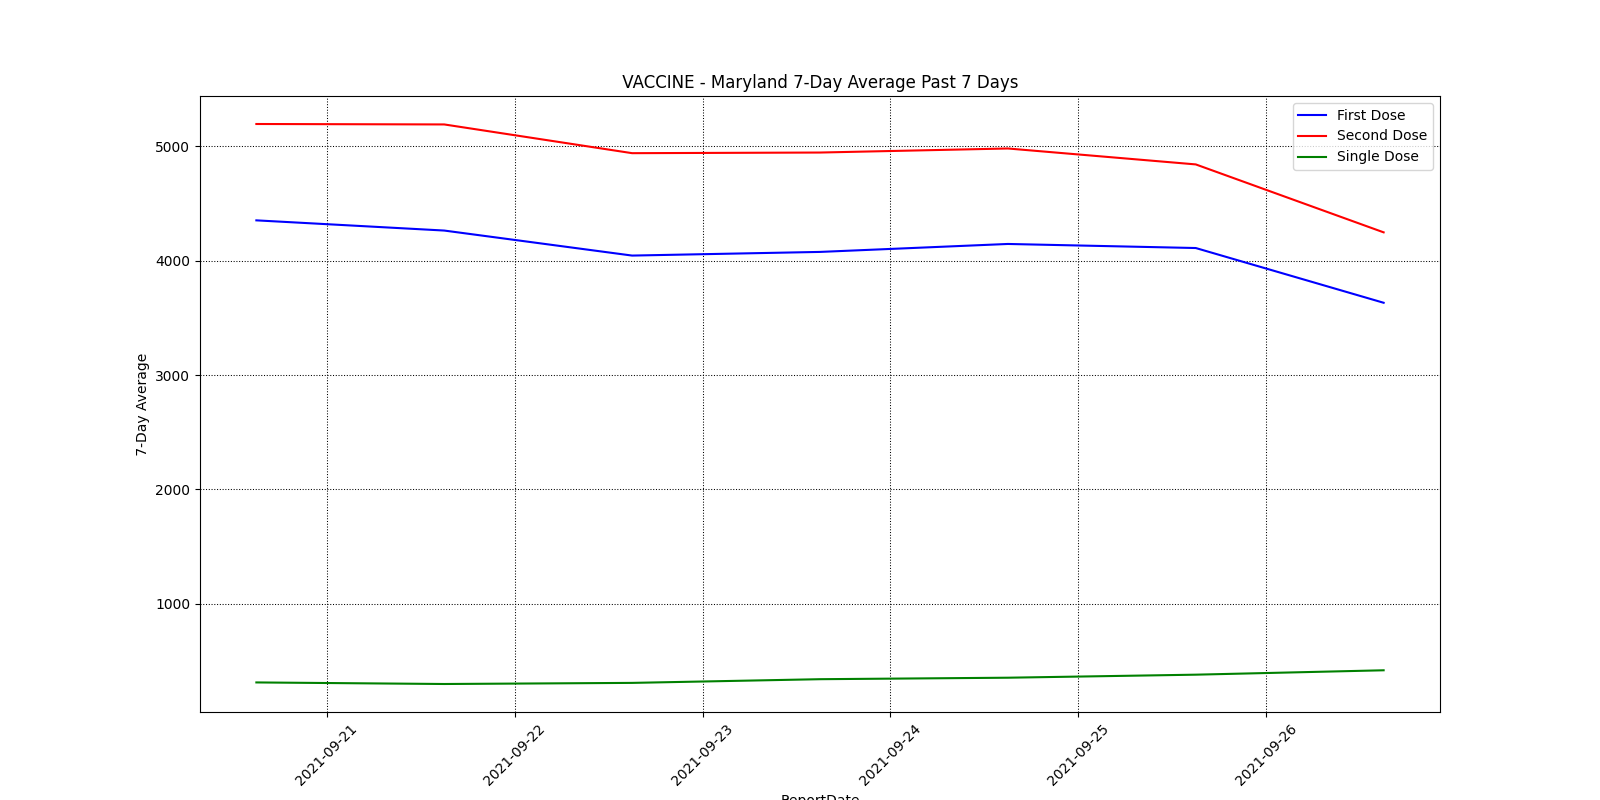 VACCINE - Maryland 7-Day Average Past 7 Days
First Dose
Second Dose
Single Dose
7-Day Average
5000
4000
3000
2000
1000
2021-09-21
2021-09-22
2021-09-23
2021-09-24
2021-09-25
2021-09-26
ReportDate